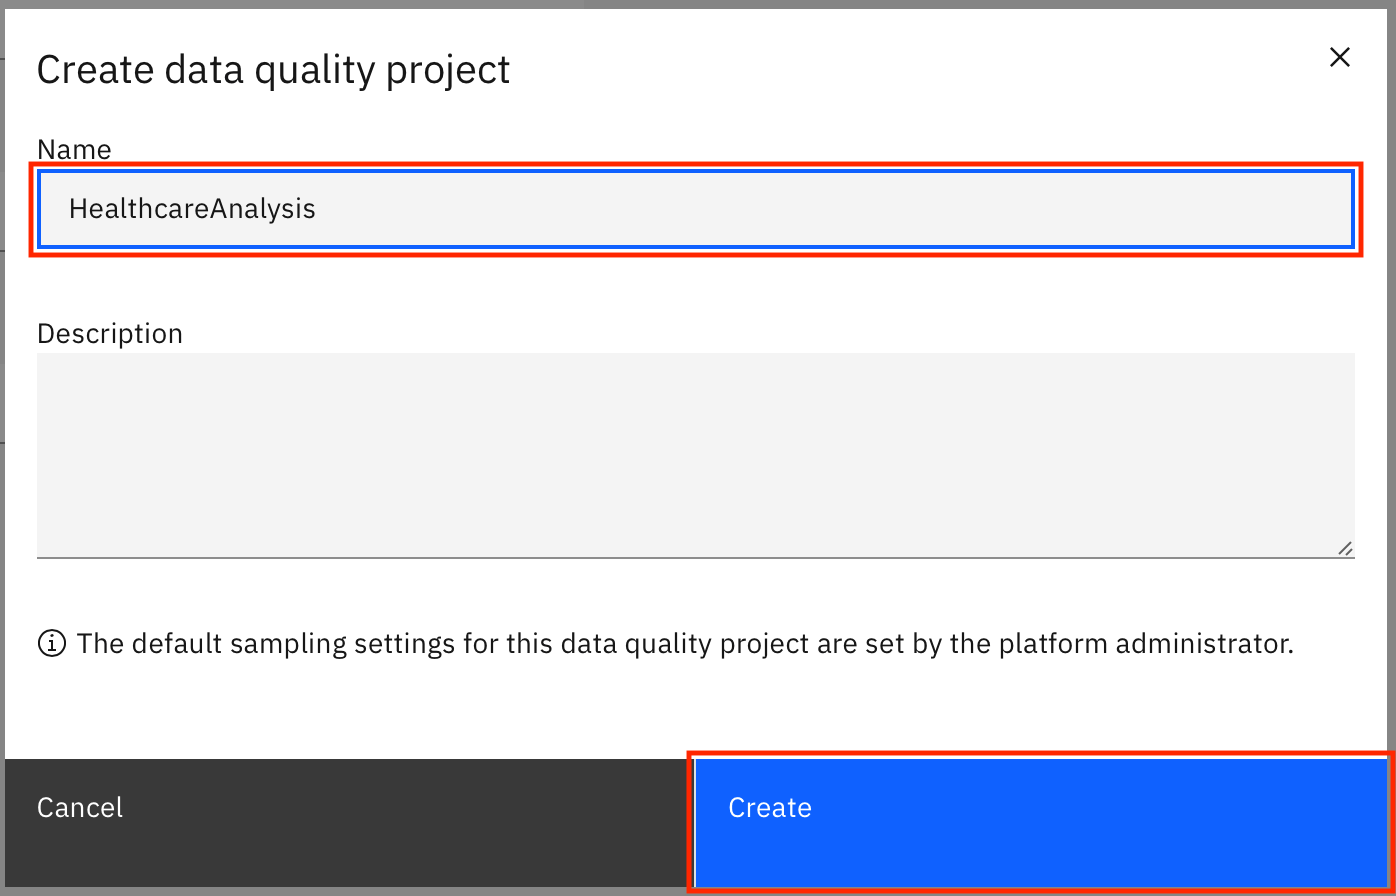 Create data quality project
Name
HealthcareAnalysis
Description
The default sampling settings for this data quality project are set by the platform administrator.
Cancel
Create